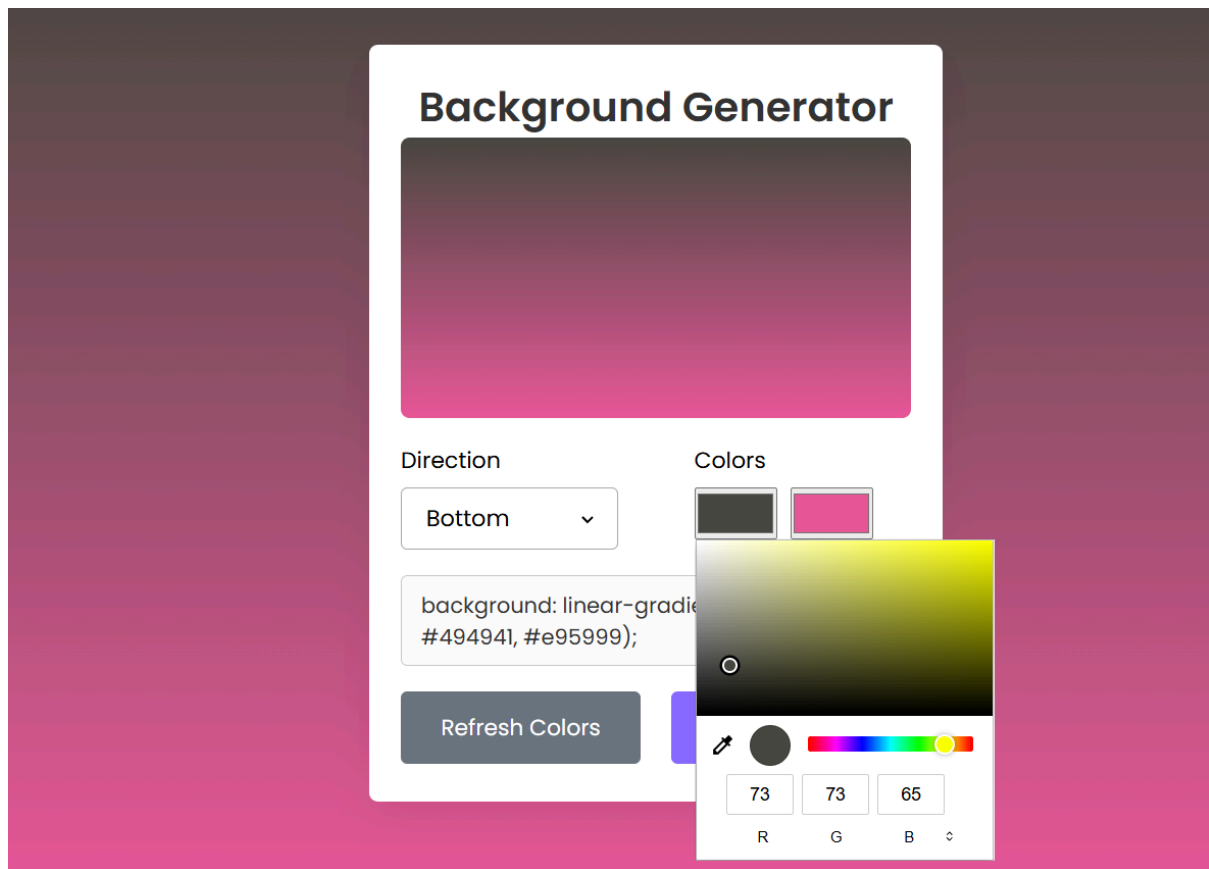 Background Generator
Direction
Colors
Bottom
background: linear-gradie
#494941, #e95999);
Refresh Colors
73
73
65
R
G
B